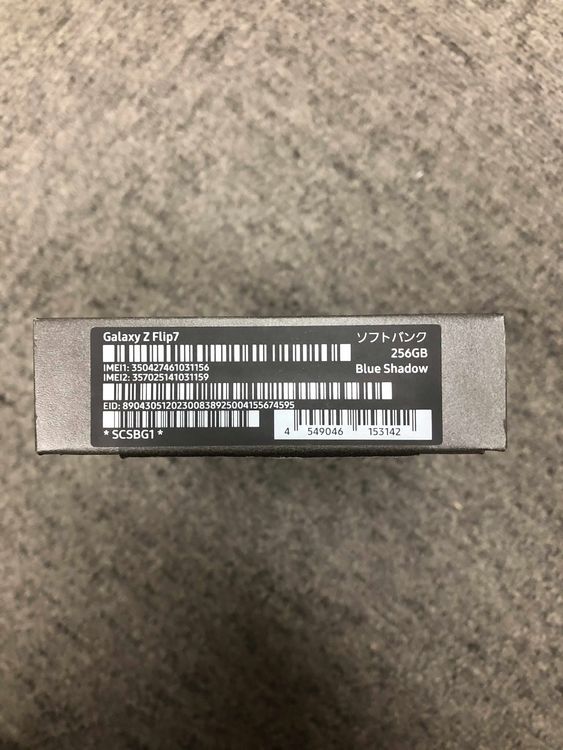 Galaxy Z Flip7
ソフトバンク
256GB
Blue Shadow
IMEI1: 350427461031156
IMEI2: 357025141031159
EID: 89043051202300838925004155674595
* SCSBG1 *
4 549046 153142